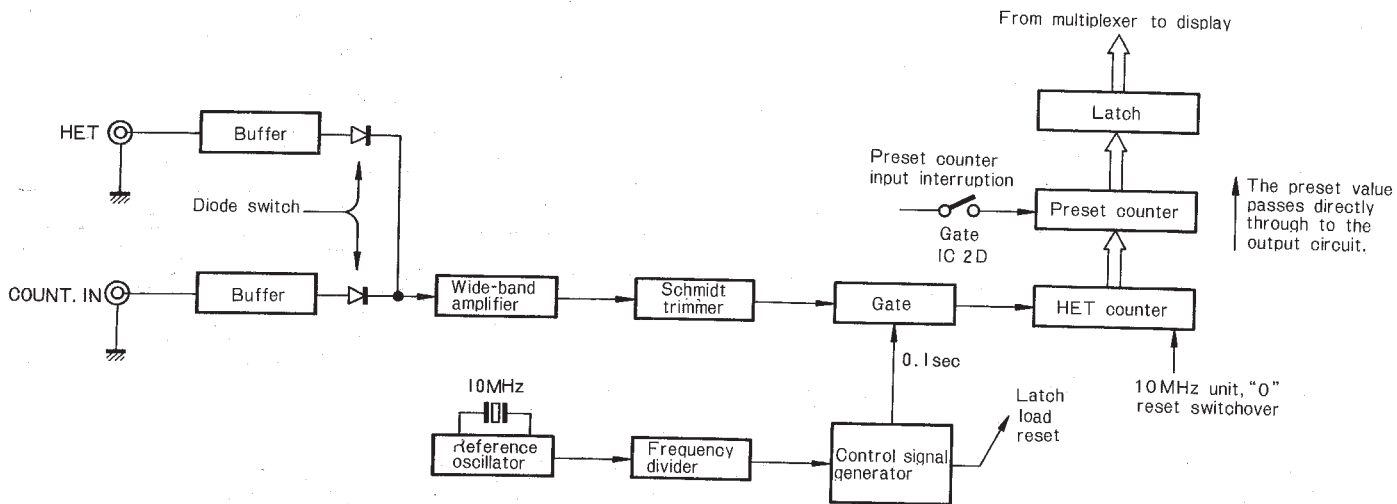 From multiplexer to display
Latch
HET
Buffer
Preset counter
input interruption
Preset counter
The preset value
passes directly
through to the
output circuit.
Diode switch
Gate
IC 2D
COUNT. IN
Buffer
Wide-band
amplifier
Schmidt
trimmer
Gate
HET counter
0.1sec
10MHz
10MHz unit, "0"
reset switchover
Latch
load
reset
Reference
oscillator
Frequency
divider
Control signal
generator